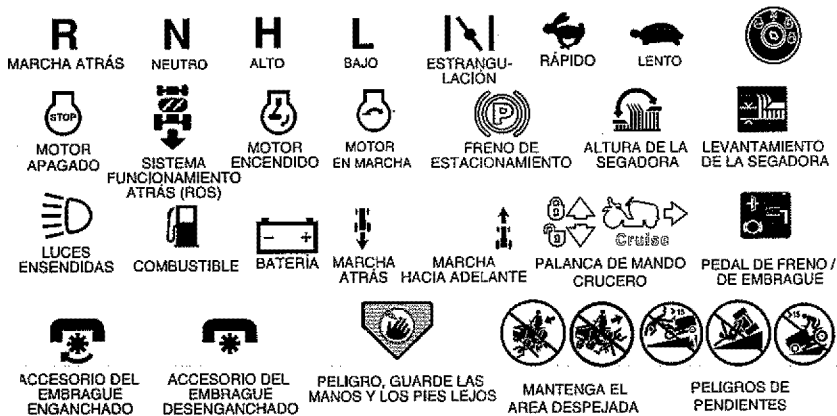 R
N
H
L
MARCHA ATRÁS
NEUTRO
ALTO
BAJO
ESTRANGU-
LACIÓN
RÁPIDO
LENTO
STOP
P
MOTOR
APAGADO
SISTEMA
FUNCIONAMIENTO
ATRÁS (ROS)
MOTOR
ENCENDIDO
MOTOR
EN MARCHA
FRENO DE
ESTACIONAMIENTO
ALTURA DE LA
SEGADORA
LEVANTAMIENTO
DE LA SEGADORA
LUCES
ENSENDIDAS
COMBUSTIBLE
BATERÍA
MARCHA
ATRÁS
MARCHA
HACIA ADELANTE
Cruise
PALANCA DE MANDO
CRUCERO
PEDAL DE FRENO /
DE EMBRAGUE
ACCESORIO DEL
EMBRAGUE
ENGANCHADO
ACCESORIO DEL
EMBRAGUE
DESENGANCHADO
PELIGRO, GUARDE LAS
MANOS Y LOS PIES LEJOS
MANTENGA EL
AREA DESPEJADA
15
15
15
PELIGROS DE
PENDIENTES